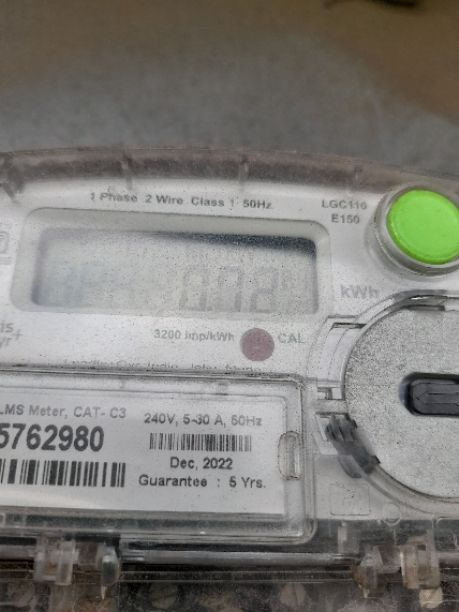 1 Phase 2 Wire Class 1 50Hz
LGC110
E150
kWh
3200 imp/kWh
CAL
LMS Meter, CAT- C3
5762980
240V, 5-30 A, 50Hz
Dec, 2022
Guarantee : 5 Yrs.